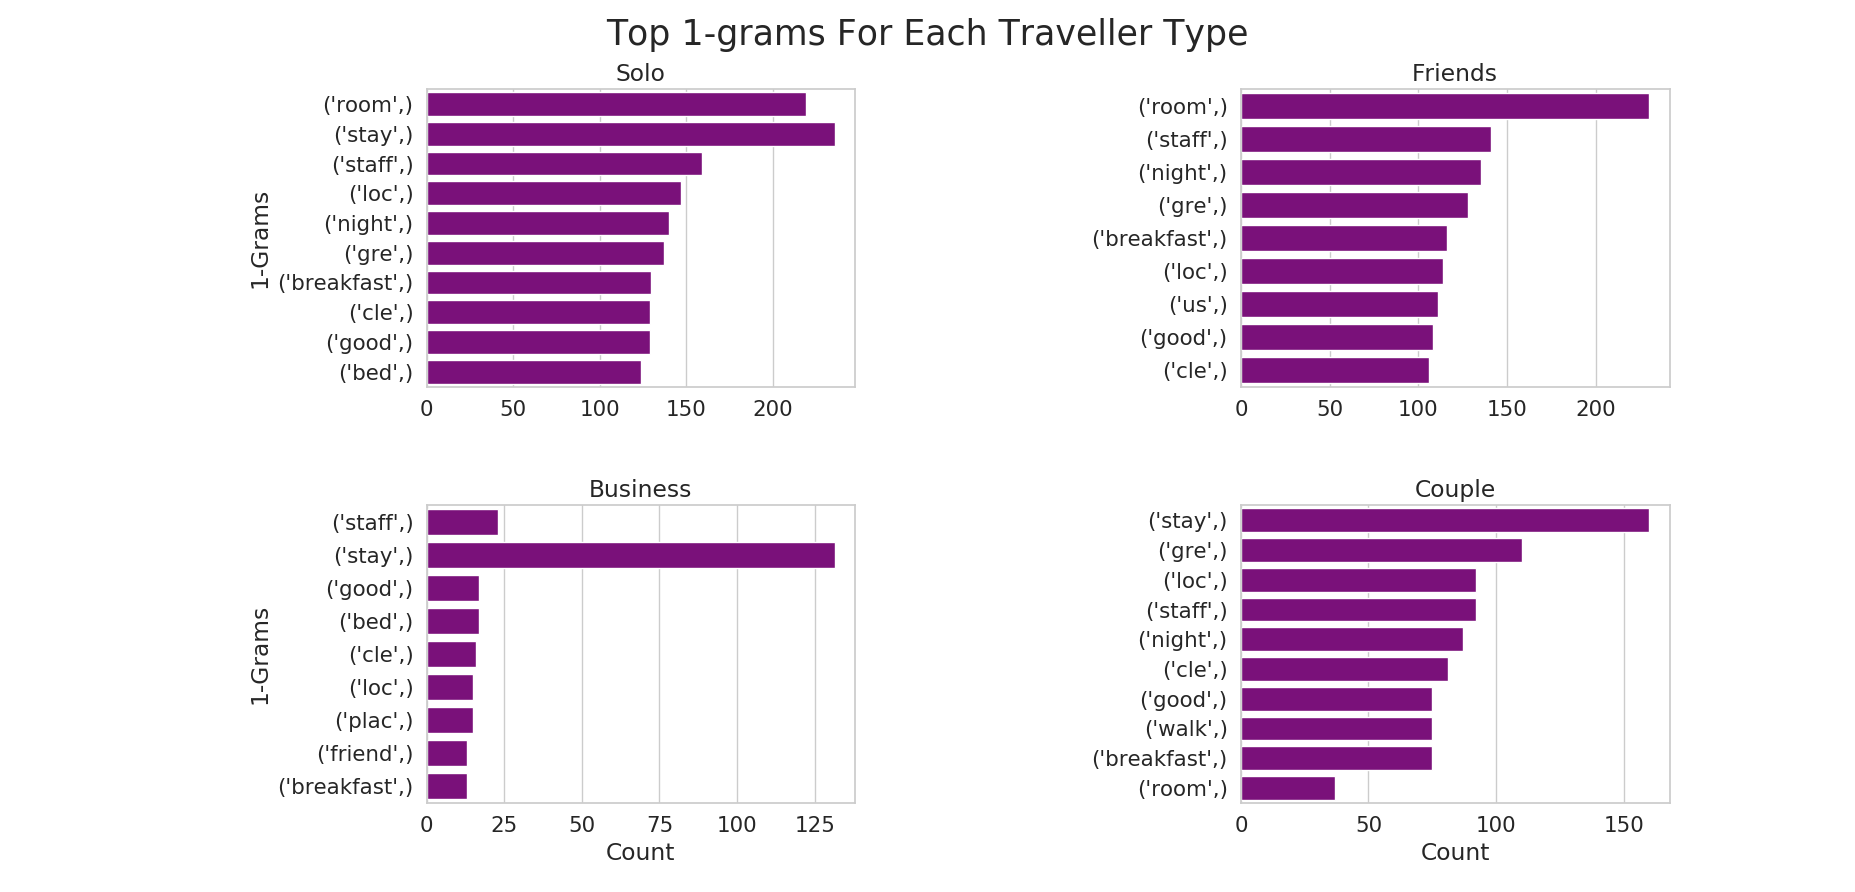 Top 1-grams For Each Traveller Type
Solo
1-Grams
('room',)
('stay',)
('staff',)
('loc',)
('night',)
('gre',)
('breakfast',)
('cle',)
('good',)
('bed',)
0 50 100 150 200
Friends
('room',)
('staff',)
('night',)
('gre',)
('breakfast',)
('loc',)
('us',)
('good',)
('cle',)
0 50 100 150 200
Business
1-Grams
('staff',)
('stay',)
('good',)
('bed',)
('cle',)
('loc',)
('plac',)
('friend',)
('breakfast',)
0 25 50 75 100 125
Count
Couple
('stay',)
('gre',)
('loc',)
('staff',)
('night',)
('cle',)
('good',)
('walk',)
('breakfast',)
('room',)
0 50 100 150
Count